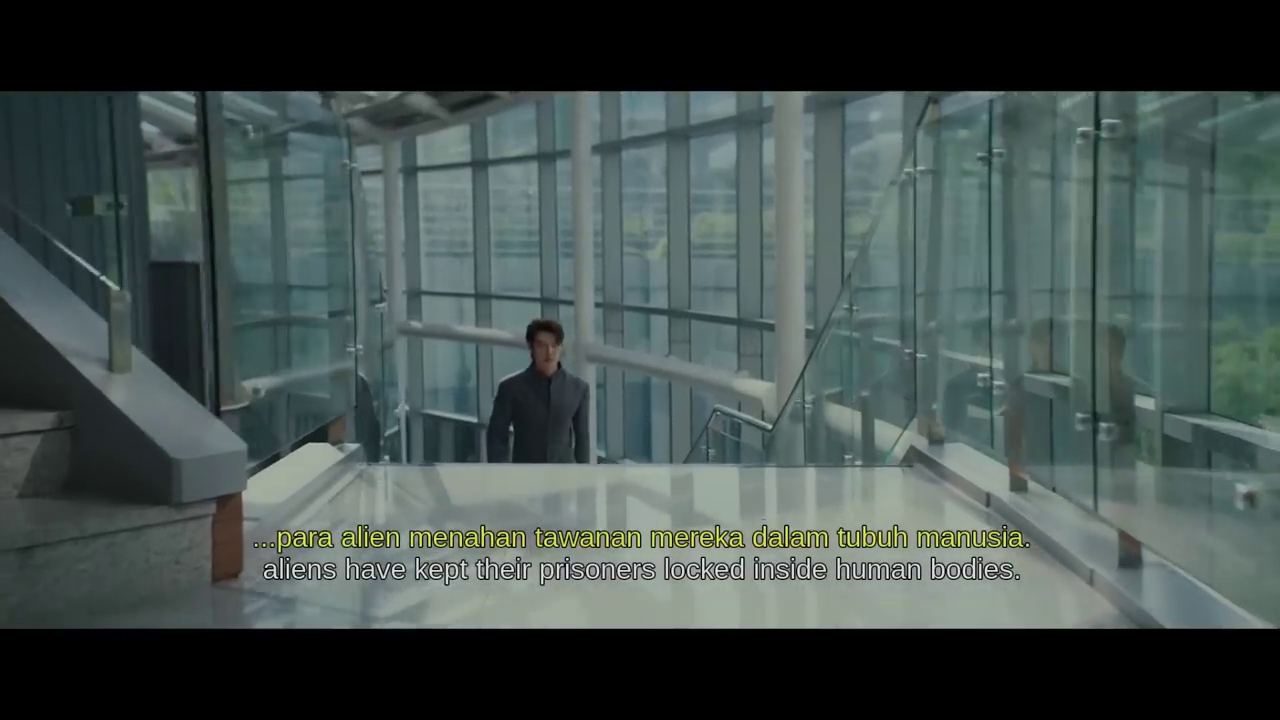 ...para alien menahan tawanan mereka dalam tubuh manusia.
aliens have kept their prisoners locked inside human bodies.